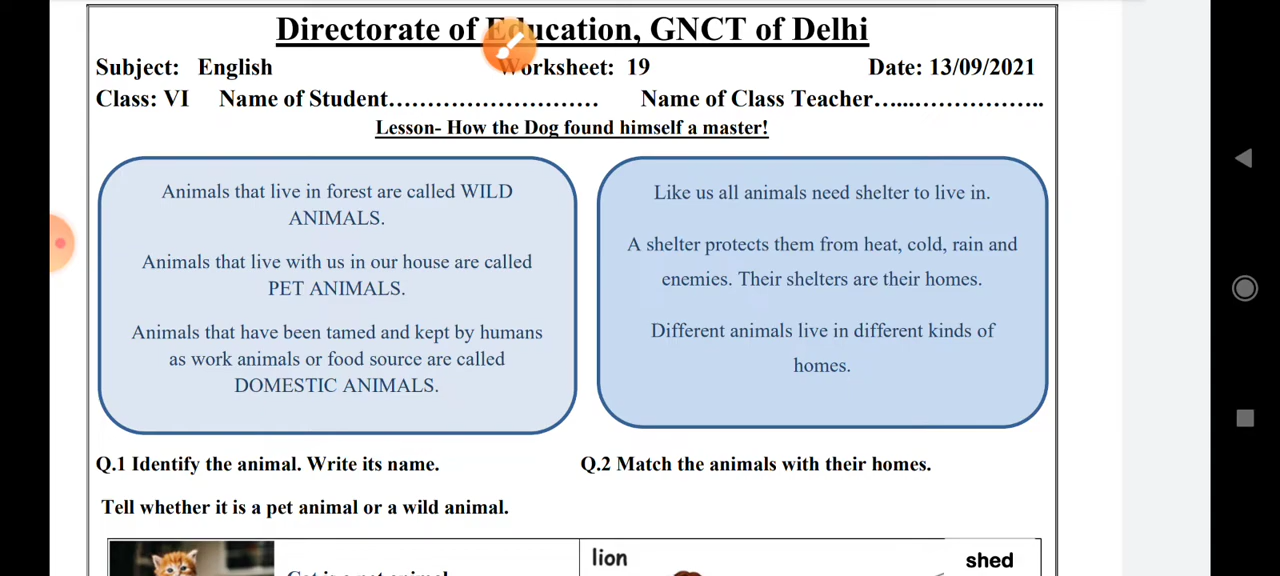 Directorate of Education, GNCT of Delhi
Subject: English Worksheet: 19 Date: 13/09/2021
Class: VI Name of Student……………………… Name of Class Teacher…...……………..
Lesson- How the Dog found himself a master!
Animals that live in forest are called WILD
ANIMALS.
Animals that live with us in our house are called
PET ANIMALS.
Animals that have been tamed and kept by humans
as work animals or food source are called
DOMESTIC ANIMALS.
Like us all animals need shelter to live in.
A shelter protects them from heat, cold, rain and
enemies. Their shelters are their homes.
Different animals live in different kinds of
homes.
Q.1 Identify the animal. Write its name.
Tell whether it is a pet animal or a wild animal.
Q.2 Match the animals with their homes.
Cat is a pet animal
lion
shed